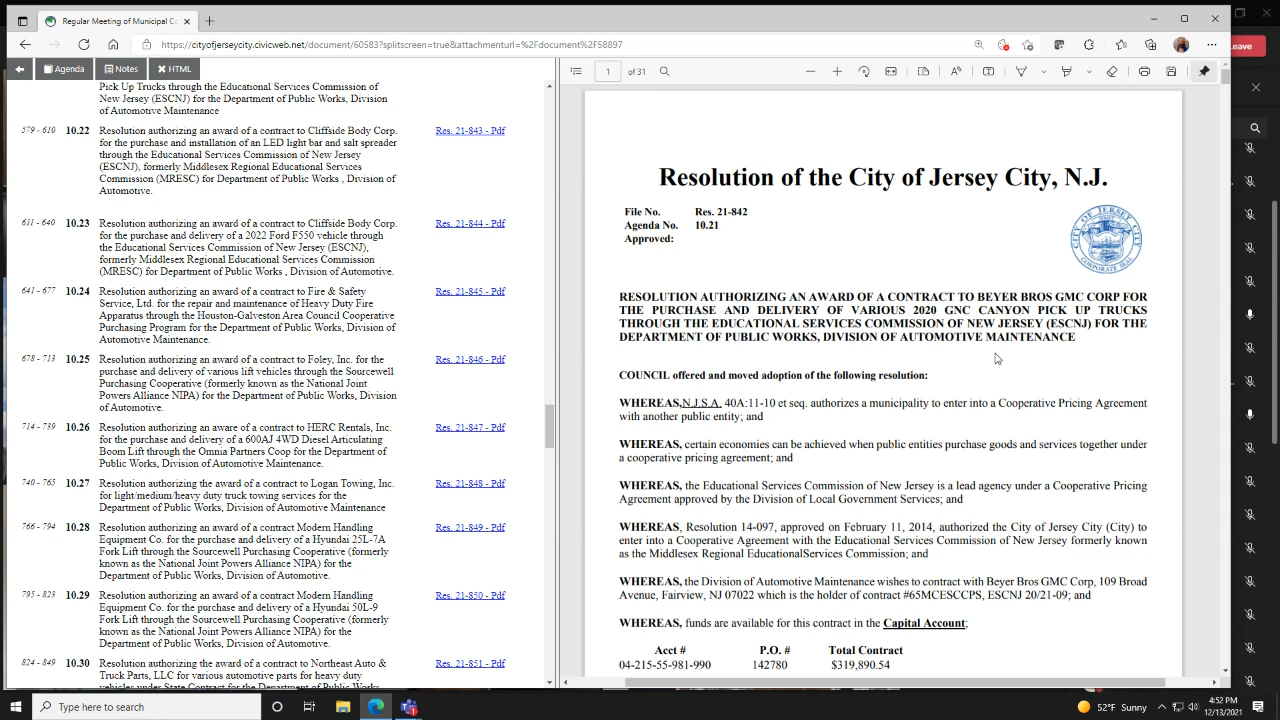 Regular Meeting of Municipal Co
https://cityofjerseycity.civicweb.net/document/60583?splitscreen=true&attachmenturl=%2Fdocument%2F58897
eave
Agenda
Notes
HTML
1 of 31
Pick Up Trucks through the Educational Services Commission of
New Jersey (ESCNJ) for the Department of Public Works, Division
of Automotive Maintenance
579 - 610 10.22 Resolution authorizing an award of a contract to Cliffside Body Corp. Res. 21-843 - Pdf
for the purchase and installation of an LED light bar and salt spreader
through the Educational Services Commission of New Jersey
(ESCNJ), formerly Middlesex Regional Educational Services
Commission (MRESC) for Department of Public Works , Division of
Automotive.
611 - 640 10.23 Resolution authorizing an award of a contract to Cliffside Body Corp. Res. 21-844 - Pdf
for the purchase and delivery of a 2022 Ford F550 vehicle through
the Educational Services Commission of New Jersey (ESCNJ),
formerly Middlesex Regional Educational Services Commission
(MRESC) for Department of Public Works , Division of Automotive.
641 - 677 10.24 Resolution authorizing an award of a contract to Fire & Safety Res. 21-845 - Pdf
Service, Ltd. for the repair and maintenance of Heavy Duty Fire
Apparatus through the Houston-Galveston Area Council Cooperative
Purchasing Program for the Department of Public Works, Division of
Automotive Maintenance.
678 - 713 10.25 Resolution authorizing an award of a contract to Foley, Inc. for the Res. 21-846 - Pdf
purchase and delivery of various lift vehicles through the Sourcewell
Purchasing Cooperative (formerly known as the National Joint
Powers Alliance NIPA) for the Department of Public Works, Division
of Automotive.
714 - 739 10.26 Resolution authorizing an aware of a contract to HERC Rentals, Inc. Res. 21-847 - Pdf
for the purchase and delivery of a 600AJ 4WD Diesel Articulating
Boom Lift through the Omnia Partners Coop for the Department of
Public Works, Division of Automotive Maintenance.
740 - 765 10.27 Resolution authorizing the award of a contract to Logan Towing, Inc. Res. 21-848 - Pdf
for light/medium/heavy duty truck towing services for the
Department of Public Works, Division of Automotive Maintenance
766 - 794 10.28 Resolution authorizing an award of a contract Modern Handling Res. 21-849 - Pdf
Equipment Co. for the purchase and delivery of a Hyundai 25L-7A
Fork Lift through the Sourcewell Purchasing Cooperative (formerly
known as the National Joint Powers Alliance NIPA) for the
Department of Public Works, Division of Automotive.
795 - 823 10.29 Resolution authorizing an award of a contract Modern Handling Res. 21-850 - Pdf
Equipment Co. for the purchase and delivery of a Hyundai 50L-9
Fork Lift through the Sourcewell Purchasing Cooperative (formerly
known as the National Joint Powers Alliance NIPA) for the
Department of Public Works, Division of Automotive.
824 - 849 10.30 Resolution authorizing the award of a contract to Northeast Auto & Res. 21-851 - Pdf
Truck Parts, LLC for various automotive parts for heavy duty
vehicles under State Contract for the Department of Public Works
Resolution of the City of Jersey City, N.J.
File No. Res. 21-842
Agenda No. 10.21
Approved:
CITY OF JERSEY CITY
CORPORATE SEAL
RESOLUTION AUTHORIZING AN AWARD OF A CONTRACT TO BEYER BROS GMC CORP FOR
THE PURCHASE AND DELIVERY OF VARIOUS 2020 GNC CANYON PICK UP TRUCKS
THROUGH THE EDUCATIONAL SERVICES COMMISSION OF NEW JERSEY (ESCNJ) FOR THE
DEPARTMENT OF PUBLIC WORKS, DIVISION OF AUTOMOTIVE MAINTENANCE
COUNCIL offered and moved adoption of the following resolution:
WHEREAS,N.J.S.A. 40A:11-10 et seq. authorizes a municipality to enter into a Cooperative Pricing Agreement
with another public entity; and
WHEREAS, certain economies can be achieved when public entities purchase goods and services together under
a cooperative pricing agreement; and
WHEREAS, the Educational Services Commission of New Jersey is a lead agency under a Cooperative Pricing
Agreement approved by the Division of Local Government Services; and
WHEREAS, Resolution 14-097, approved on February 11, 2014, authorized the City of Jersey City (City) to
enter into a Cooperative Agreement with the Educational Services Commission of New Jersey formerly known
as the Middlesex Regional EducationalServices Commission; and
WHEREAS, the Division of Automotive Maintenance wishes to contract with Beyer Bros GMC Corp, 109 Broad
Avenue, Fairview, NJ 07022 which is the holder of contract #65MCESCCPS, ESCNJ 20/21-09; and
WHEREAS, funds are available for this contract in the Capital Account;
Acct # P.O. # Total Contract
04-215-55-981-990 142780 $319,890.54
Type here to search
52°F Sunny
4:52 PM
12/13/2021